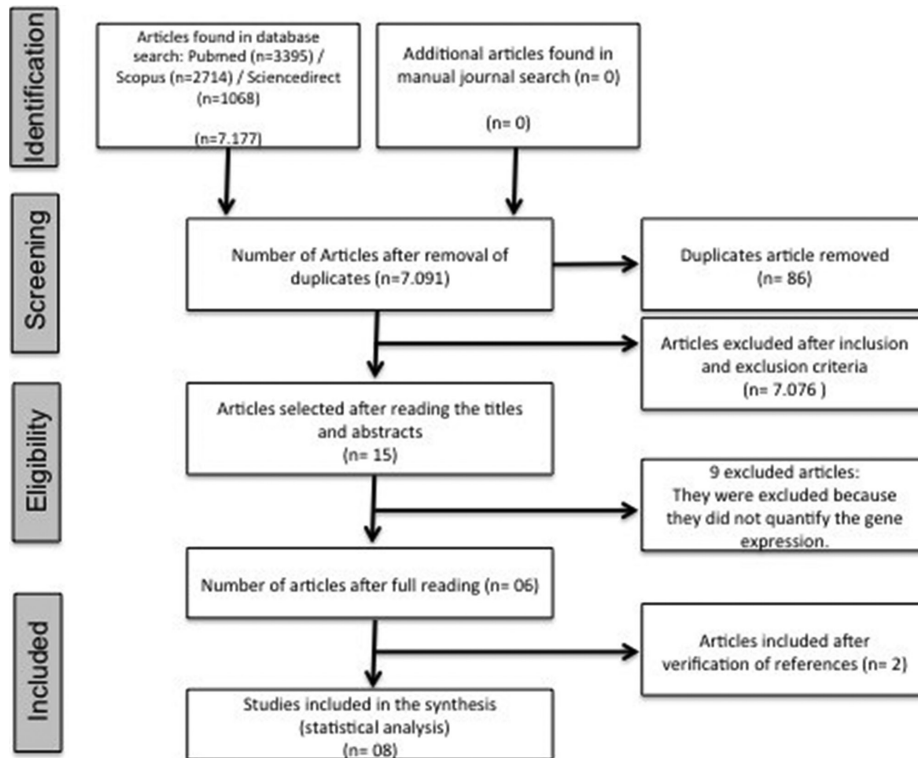 Identification
Articles found in database
search: Pubmed (n=3395) /
Scopus (n=2714) / Sciencedirect
(n=1068)
(n=7.177)
Additional articles found in
manual journal search (n= 0)
(n= 0)
Screening
Number of Articles after removal of
duplicates (n=7.091)
Duplicates article removed
(n= 86)
Articles excluded after inclusion
and exclusion criteria
(n= 7.076 )
Eligibility
Articles selected after reading the titles
and abstracts
(n= 15)
9 excluded articles:
They were excluded because
they did not quantify the gene
expression.
Number of articles after full reading (n= 06)
Included
Articles included after
verification of references (n= 2)
Studies included in the synthesis
(statistical analysis)
(n= 08)